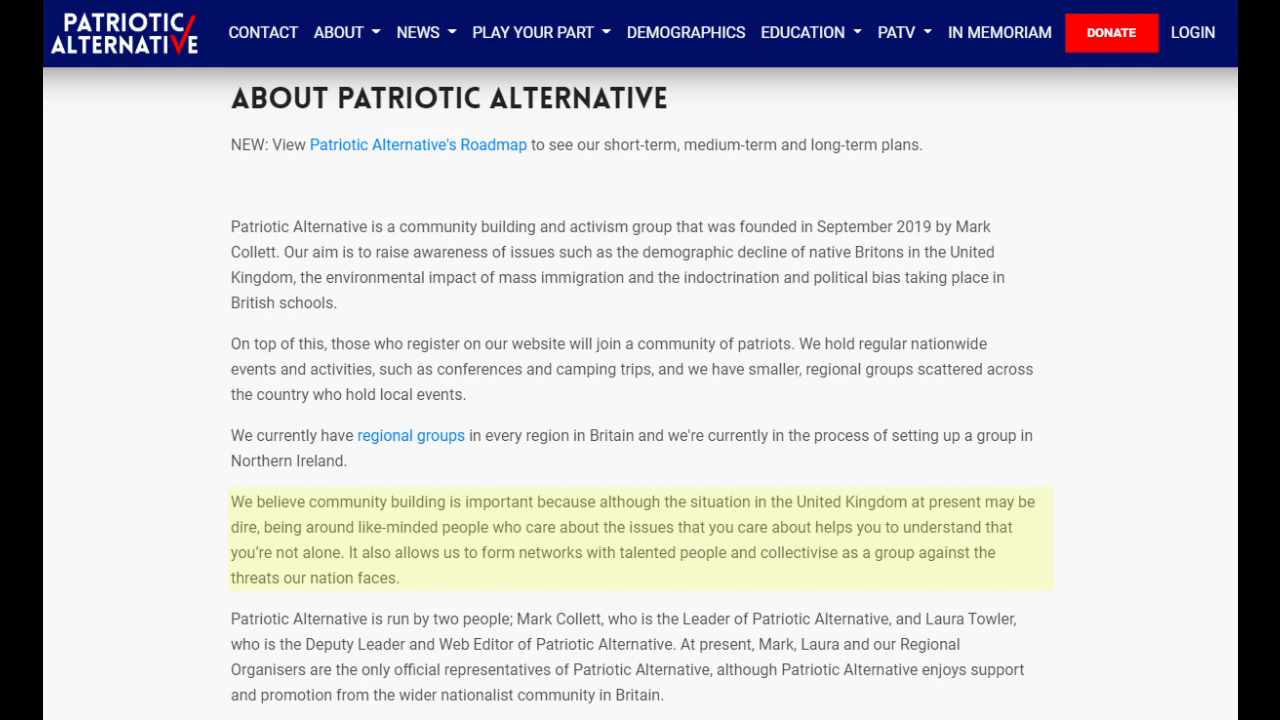 PATRIOTIC
ALTERNATIVE
CONTACT ABOUT NEWS PLAY YOUR PART DEMOGRAPHICS EDUCATION PATV IN MEMORIAM DONATE LOGIN
ABOUT PATRIOTIC ALTERNATIVE
NEW: View Patriotic Alternative's Roadmap to see our short-term, medium-term and long-term plans.
Patriotic Alternative is a community building and activism group that was founded in September 2019 by Mark
Collett. Our aim is to raise awareness of issues such as the demographic decline of native Britons in the United
Kingdom, the environmental impact of mass immigration and the indoctrination and political bias taking place in
British schools.
On top of this, those who register on our website will join a community of patriots. We hold regular nationwide
events and activities, such as conferences and camping trips, and we have smaller, regional groups scattered across
the country who hold local events.
We currently have regional groups in every region in Britain and we're currently in the process of setting up a group in
Northern Ireland.
We believe community building is important because although the situation in the United Kingdom at present may be
dire, being around like-minded people who care about the issues that you care about helps you to understand that
you’re not alone. It also allows us to form networks with talented people and collectivise as a group against the
threats our nation faces.
Patriotic Alternative is run by two people; Mark Collett, who is the Leader of Patriotic Alternative, and Laura Towler,
who is the Deputy Leader and Web Editor of Patriotic Alternative. At present, Mark, Laura and our Regional
Organisers are the only official representatives of Patriotic Alternative, although Patriotic Alternative enjoys support
and promotion from the wider nationalist community in Britain.